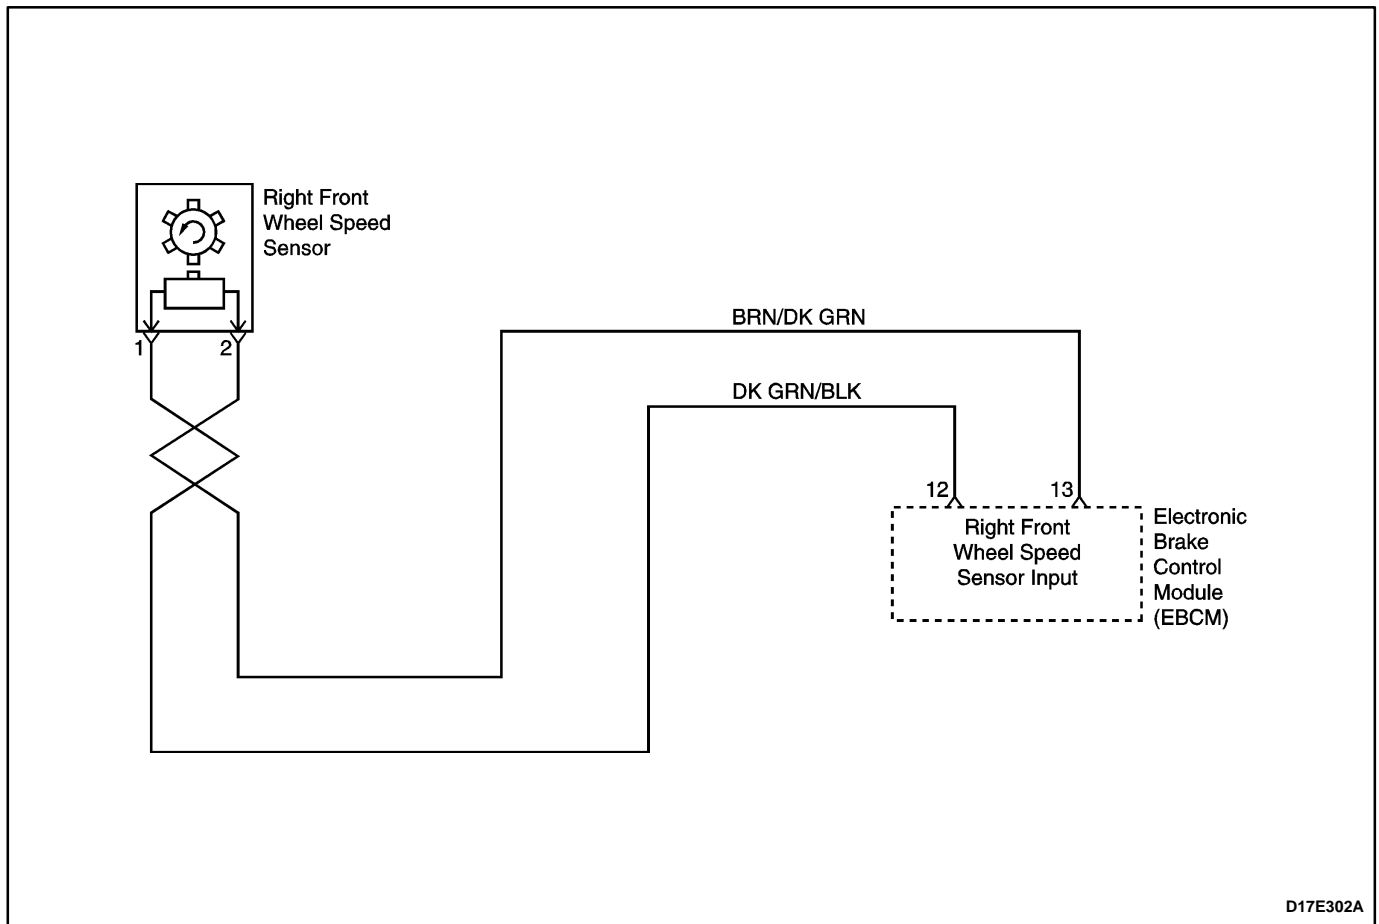 Right Front
Wheel Speed
Sensor
1
2
BRN/DK GRN
DK GRN/BLK
12
13
Right Front
Wheel Speed
Sensor Input
Electronic
Brake
Control
Module
(EBCM)
D17E302A